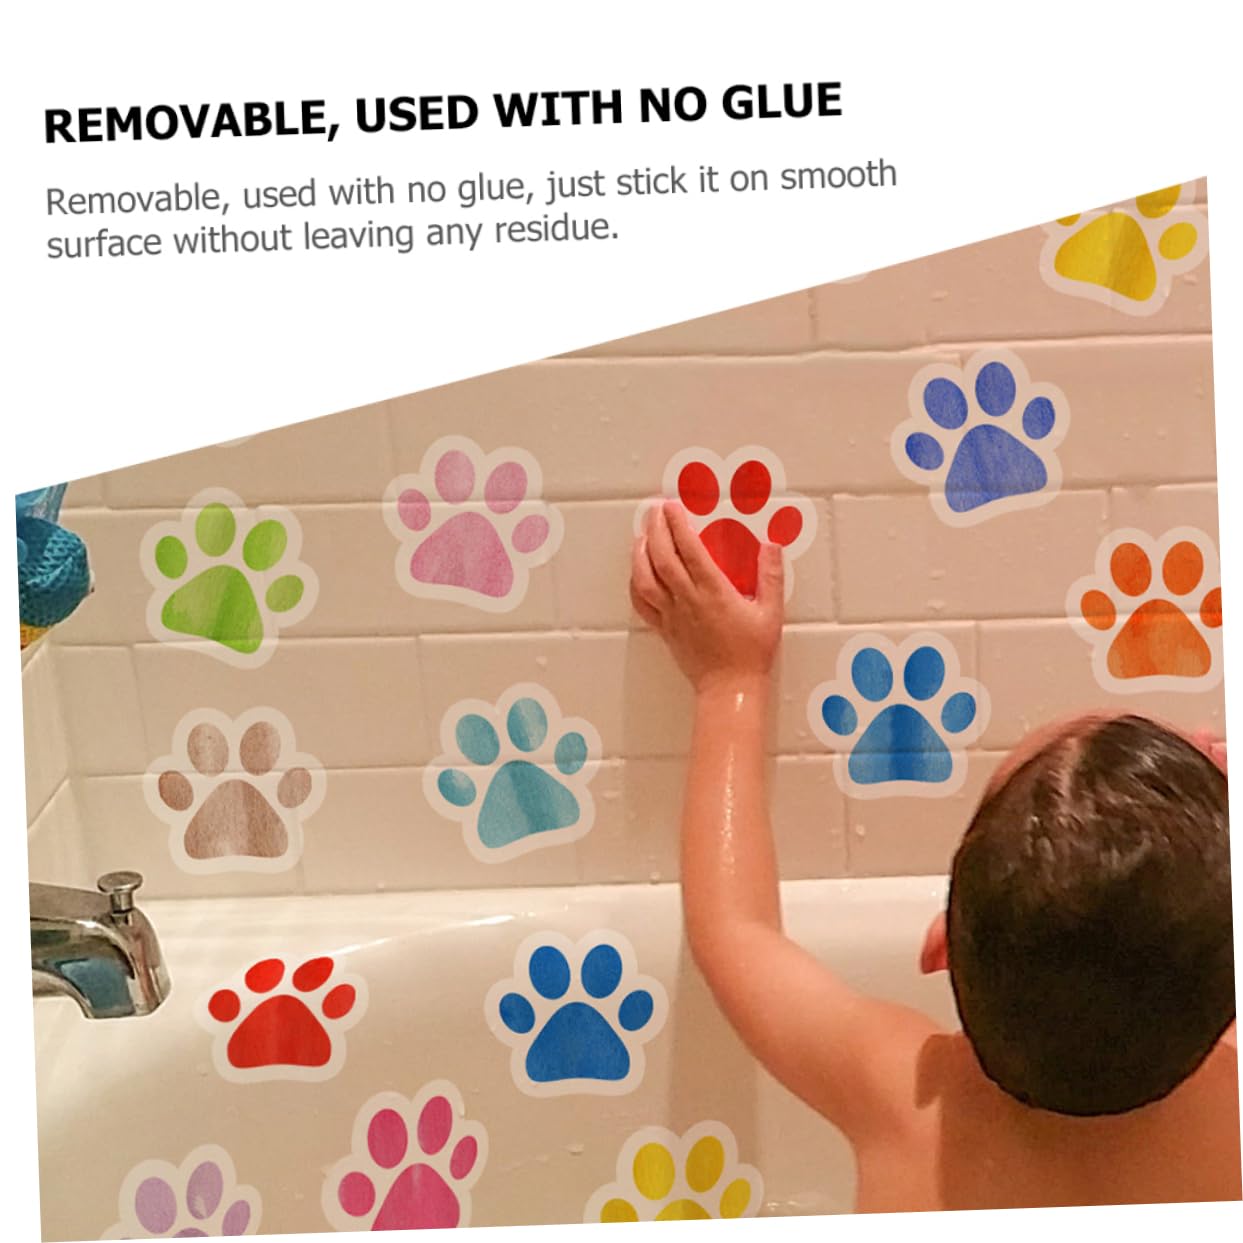 REMOVABLE, USED WITH NO GLUE
Removable, used with no glue, just stick it on smooth
surface without leaving any residue.